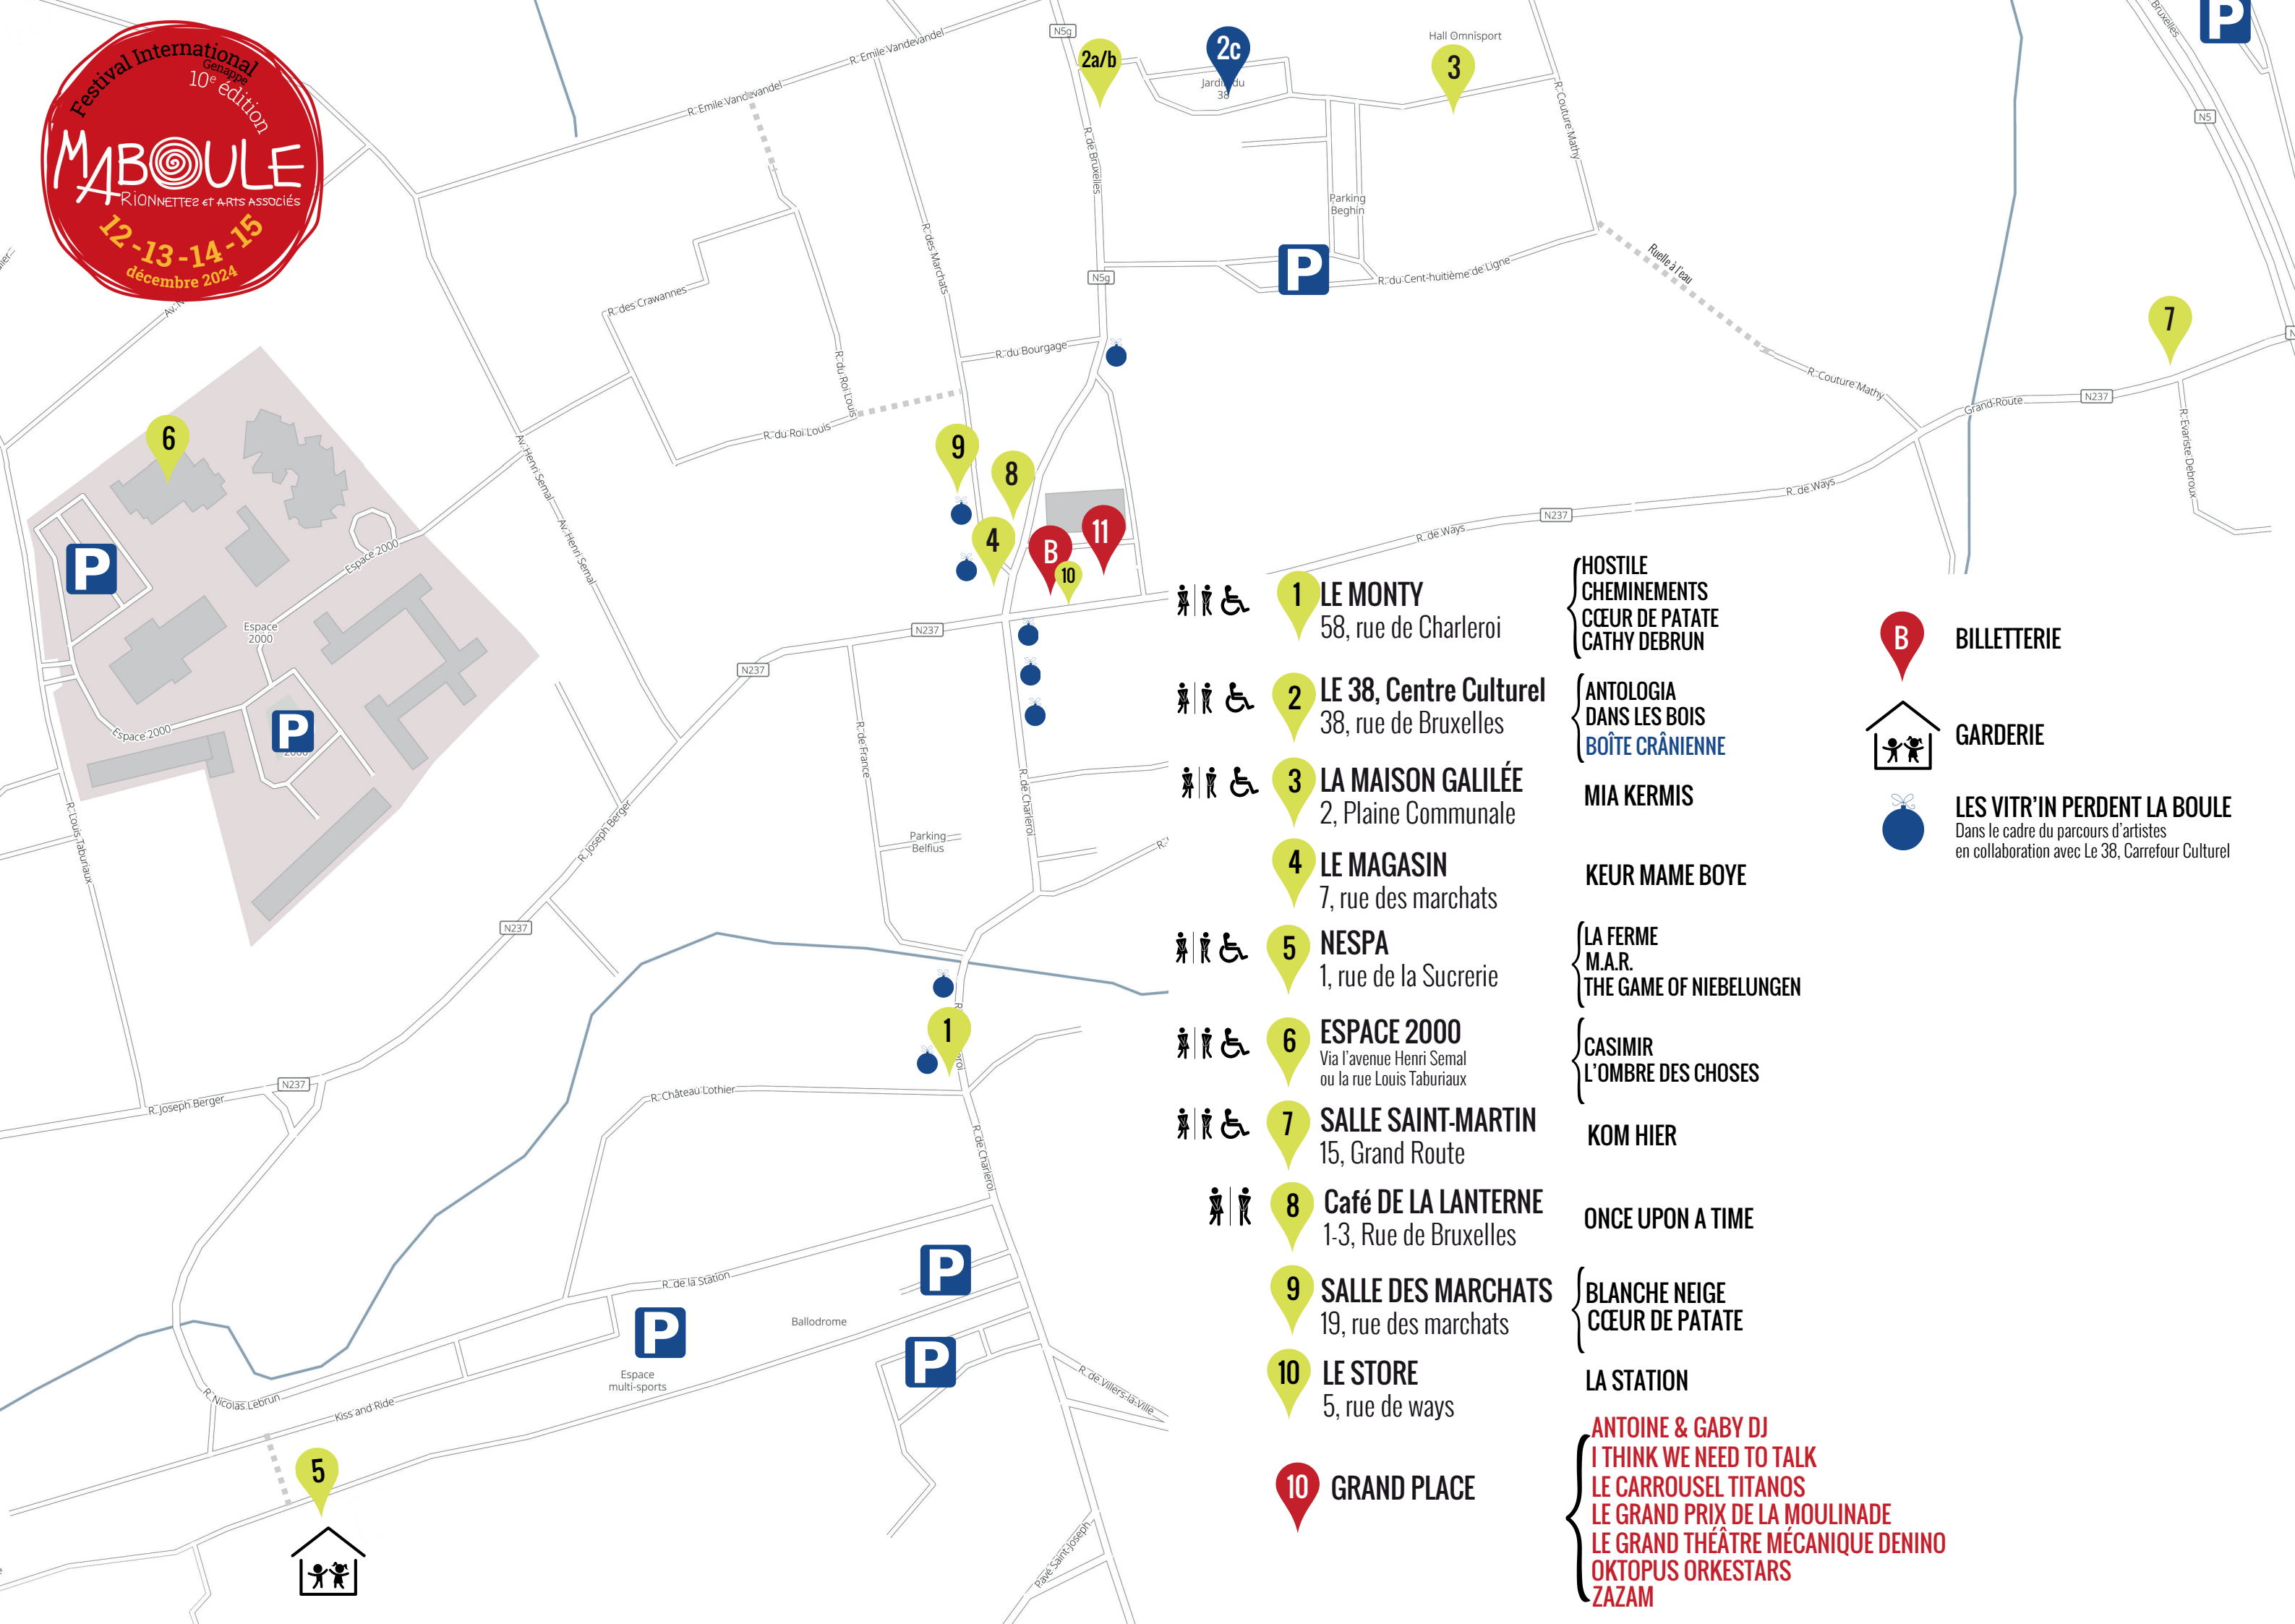 Festival International
Genappe
10e édition
MABOULE
MARIONNETTES et ARTS ASSOCIÉS
12-13-14-15
décembre 2024
R. Emile Vandevandel
R. Emile Vandevandel
N5g
2a/b
2c
Jardin du
38
Hall Omnisport
3
R. Couture Mathy
Bruxelles
P
N5
R. de Bruxelles
Parking
Beghin
R. des Marchats
R. des Crawannes
N5g
P
R. du Cent-huitième de Ligne
Ruelle à l'eau
7
R. du Bourgage
R. du Roi Louis
R. du Roi Louis
R. Couture Mathy
Grand-Route
N237
R. Evariste Debroux
6
9
8
4
B
11
10
Av. Henri Semal
Av. Henri Semal
R. de Ways
N237
R. de Ways
P
Espace 2000
Espace
2000
Espace 2000
P
2000
N237
N237
R. de France
R. de Charleroi
R. Louis Taburiaux
R. Joseph Berger
Parking
Belfius
N237
1
N237
R. Joseph Berger
R. Château Lothier
R. de Charleroi
P
R. de la Station
P
Ballodrome
P
Espace
multi-sports
R. Nicolas Lebrun
Kiss and Ride
R. de Villers-la-Ville
5
Pavé Saint-Joseph
1 LE MONTY
58, rue de Charleroi
HOSTILE
CHEMINEMENTS
CŒUR DE PATATE
CATHY DEBRUN
2 LE 38, Centre Culturel
38, rue de Bruxelles
ANTOLOGIA
DANS LES BOIS
BOÎTE CRÂNIENNE
3 LA MAISON GALILÉE
2, Plaine Communale
MIA KERMIS
4 LE MAGASIN
7, rue des marchats
KEUR MAME BOYE
5 NESPA
1, rue de la Sucrerie
LA FERME
M.A.R.
THE GAME OF NIEBELUNGEN
6 ESPACE 2000
Via l'avenue Henri Semal
ou la rue Louis Taburiaux
CASIMIR
L'OMBRE DES CHOSES
7 SALLE SAINT-MARTIN
15, Grand Route
KOM HIER
8 Café DE LA LANTERNE
1-3, Rue de Bruxelles
ONCE UPON A TIME
9 SALLE DES MARCHATS
19, rue des marchats
BLANCHE NEIGE
CŒUR DE PATATE
10 LE STORE
5, rue de ways
LA STATION
10 GRAND PLACE
ANTOINE & GABY DJ
I THINK WE NEED TO TALK
LE CARROUSEL TITANOS
LE GRAND PRIX DE LA MOULINADE
LE GRAND THÉÂTRE MÉCANIQUE DENINO
OKTOPUS ORKESTARS
ZAZAM
B BILLETTERIE
GARDERIE
LES VITR'IN PERDENT LA BOULE
Dans le cadre du parcours d'artistes
en collaboration avec Le 38, Carrefour Culturel